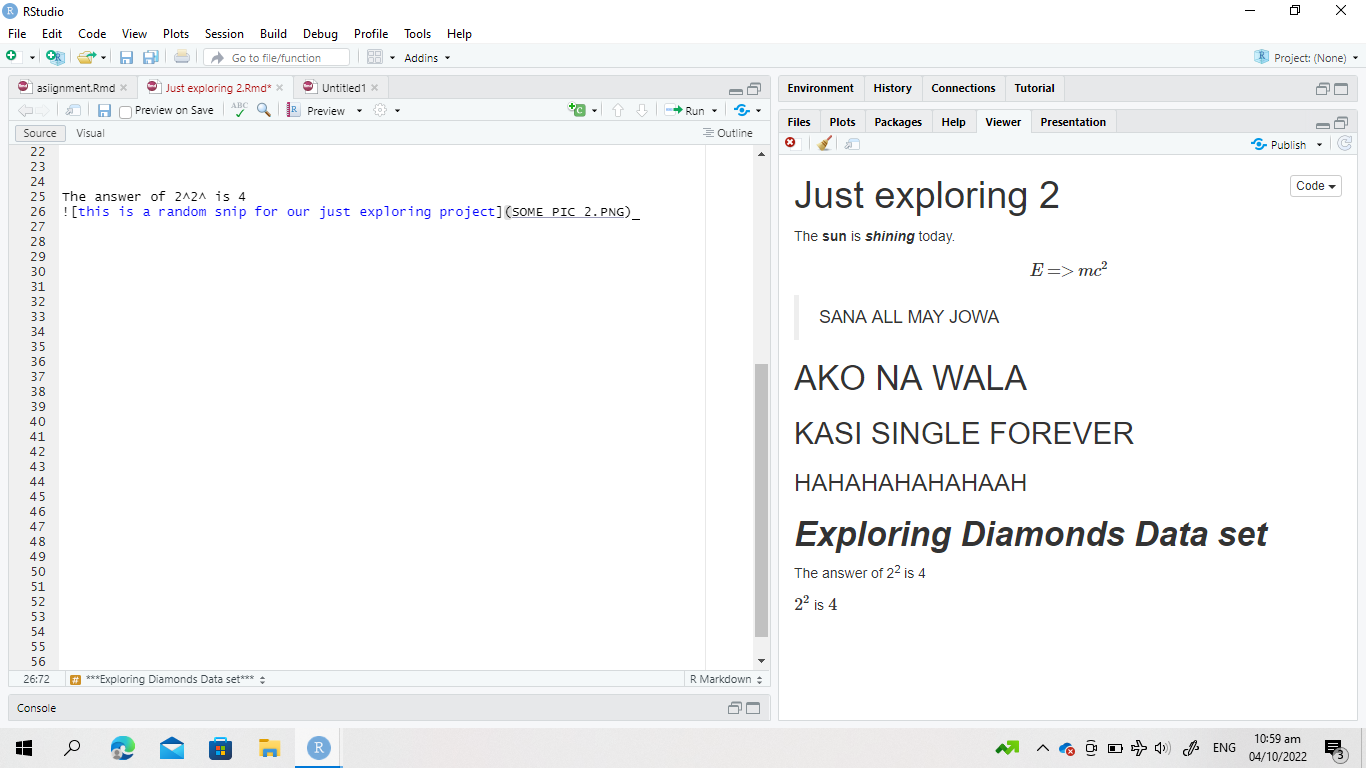 RStudio
File Edit Code View Plots Session Build Debug Profile Tools Help
Go to file/function Addins Project: (None)
asiignment.Rmd Just exploring 2.Rmd* Untitled1
Preview on Save ABC Preview Run
Source Visual Outline
22
23
24
25 The answer of 2^2^ is 4
26 ![this is a random snip for our just exploring project](SOME PIC 2.PNG)_
27
28
29
30
31
32
33
34
35
36
37
38
39
40
41
42
43
44
45
46
47
48
49
50
51
52
53
54
55
56
26:72 # ***Exploring Diamonds Data set*** R Markdown
Console
Environment History Connections Tutorial
Files Plots Packages Help Viewer Presentation
Publish
Just exploring 2
Code
The sun is shining today.
E => mc²
SANA ALL MAY JOWA
AKO NA WALA
KASI SINGLE FOREVER
HAHAHAHAHAHAAH
Exploring Diamonds Data set
The answer of 2² is 4
2² is 4
ENG 10:59 am
04/10/2022
3